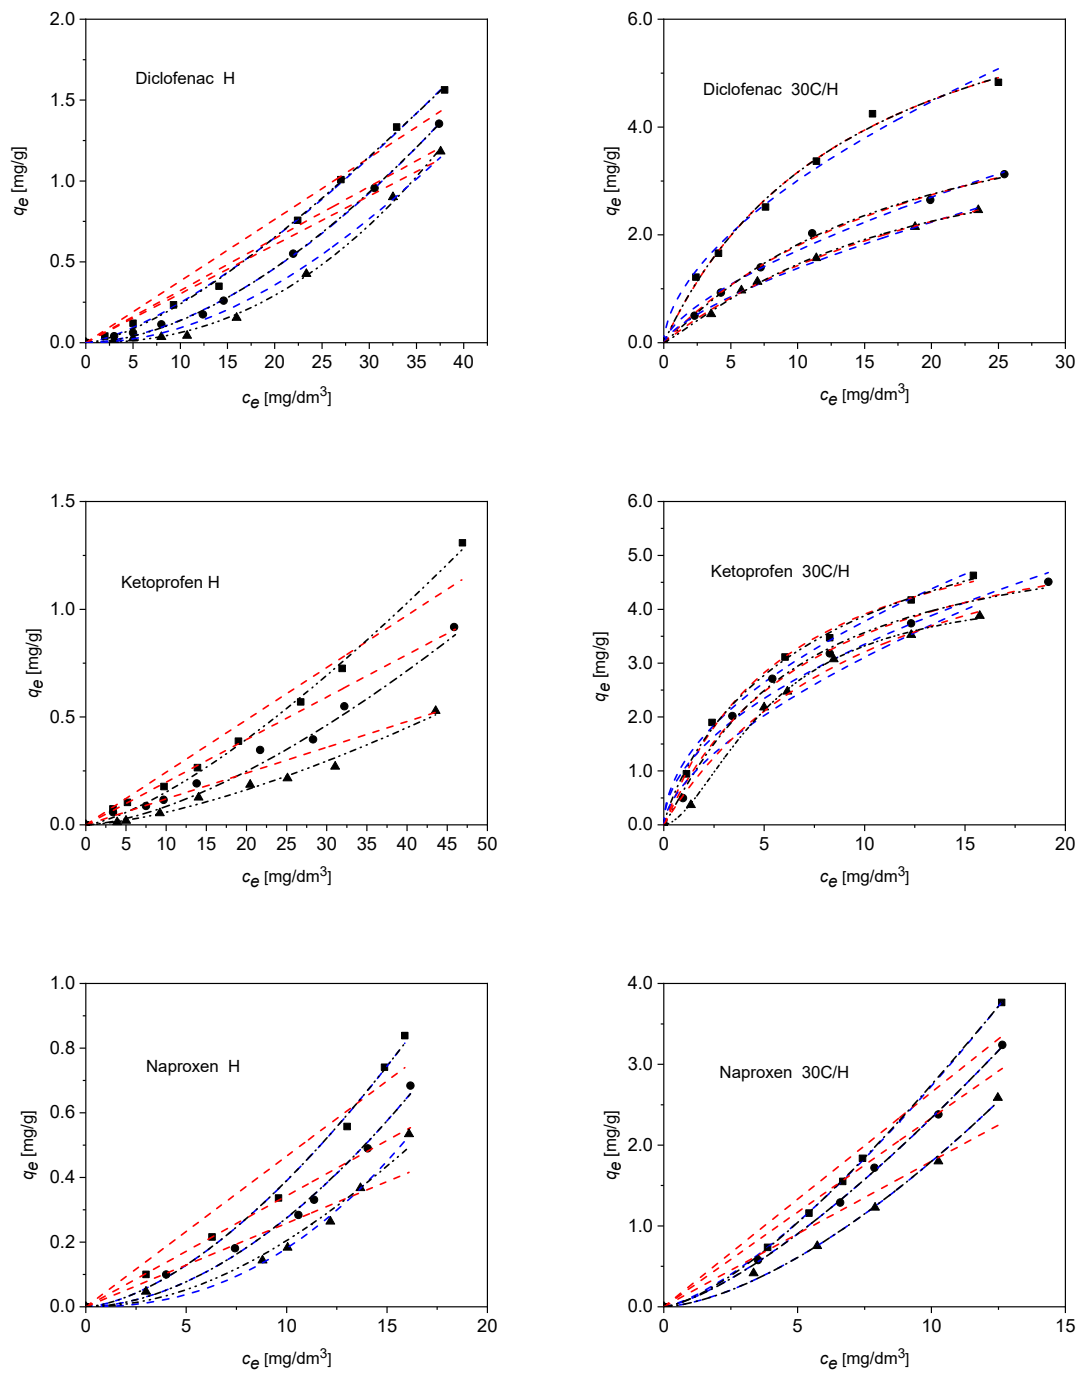 Diclofenac H
qe [mg/g]
2.0
1.5
1.0
0.5
0.0
0 5 10 15 20 25 30 35 40
ce [mg/dm3]
Diclofenac 30C/H
qe [mg/g]
6.0
4.0
2.0
0.0
0 5 10 15 20 25 30
ce [mg/dm3]
Ketoprofen H
qe [mg/g]
1.5
1.0
0.5
0.0
0 5 10 15 20 25 30 35 40 45 50
ce [mg/dm3]
Ketoprofen 30C/H
qe [mg/g]
6.0
5.0
4.0
3.0
2.0
1.0
0.0
0 5 10 15 20
ce [mg/dm3]
Naproxen H
qe [mg/g]
1.0
0.8
0.6
0.4
0.2
0.0
0 5 10 15 20
ce [mg/dm3]
Naproxen 30C/H
qe [mg/g]
4.0
3.0
2.0
1.0
0.0
0 5 10 15
ce [mg/dm3]